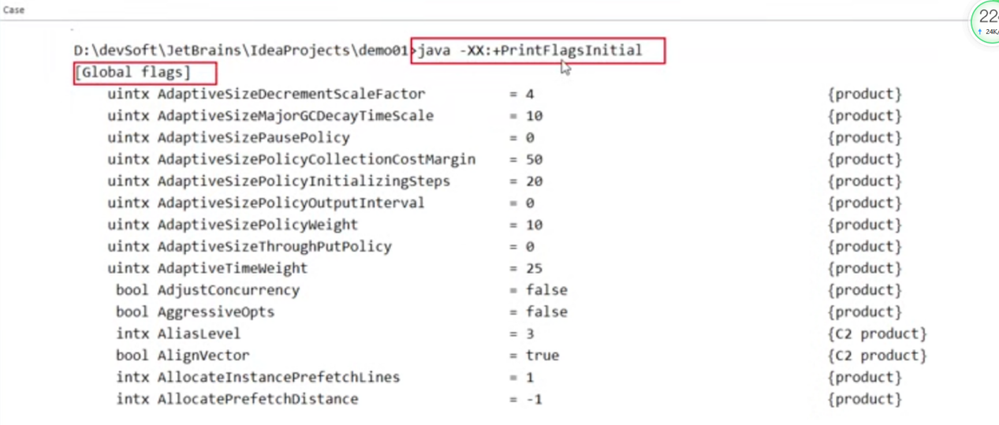 Case
22
24K/
D:\devSoft\JetBrains\IdeaProjects\demo01>java -XX:+PrintFlagsInitial
[Global flags]
uintx AdaptiveSizeDecrementScaleFactor = 4 {product}
uintx AdaptiveSizeMajorGCDecayTimeScale = 10 {product}
uintx AdaptiveSizePausePolicy = 0 {product}
uintx AdaptiveSizePolicyCollectionCostMargin = 50 {product}
uintx AdaptiveSizePolicyInitializingSteps = 20 {product}
uintx AdaptiveSizePolicyOutputInterval = 0 {product}
uintx AdaptiveSizePolicyWeight = 10 {product}
uintx AdaptiveSizeThroughPutPolicy = 0 {product}
uintx AdaptiveTimeWeight = 25 {product}
bool AdjustConcurrency = false {product}
bool AggressiveOpts = false {product}
intx AliasLevel = 3 {C2 product}
bool AlignVector = true {C2 product}
intx AllocateInstancePrefetchLines = 1 {product}
intx AllocatePrefetchDistance = -1 {product}